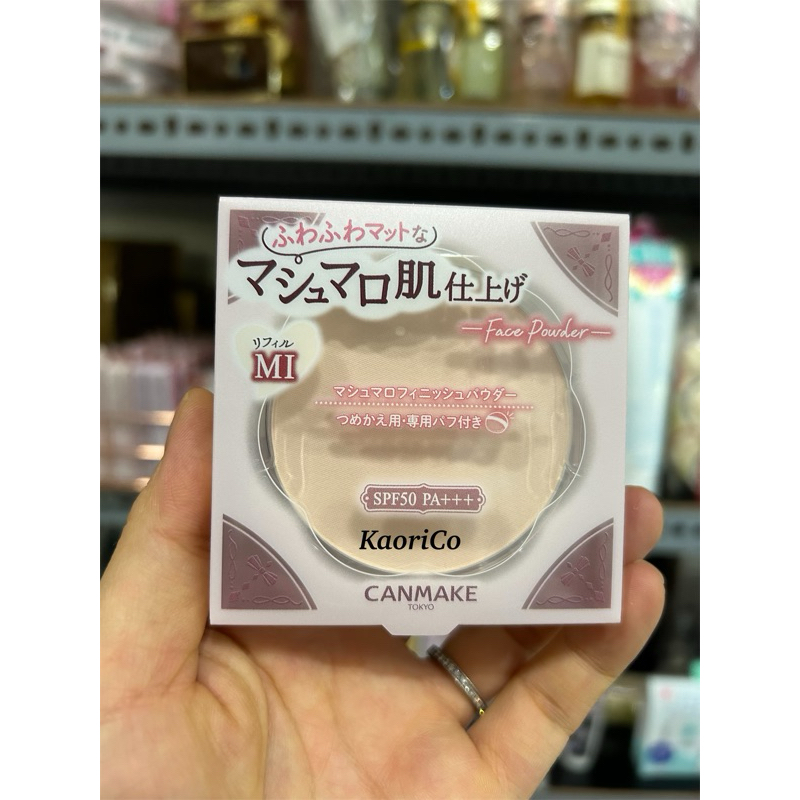 ふわふわマットな
マシュマロ肌仕上げ
Face Powder
リフィル
MI
マシュマロフィニッシュパウダー
つめかえ用・専用パフ付き
SPF50 PA+++
KaoriCo
CANMAKE
TOKYO